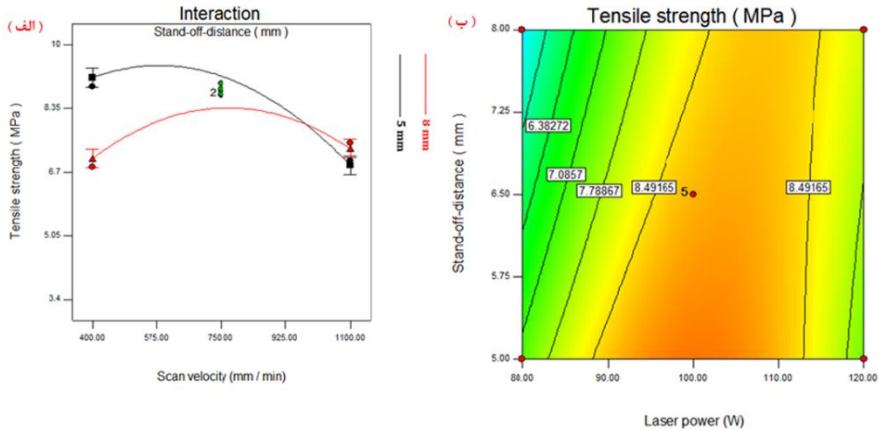 (الف)
Interaction
Stand-off-distance ( mm )
Tensile strength ( MPa )
10
8.35
6.7
5.05
3.4
2
400.00
575.00
750.00
925.00
1100.00
Scan velocity (mm / min)
5 mm
8 mm
(ب)
Tensile strength ( MPa )
Stand-off-distance ( mm )
8.00
7.25
6.50
5.75
5.00
6.38272
7.0857
7.78867
8.49165
5
8.49165
90.00
100.00
110.00
120.00
Laser power (W)